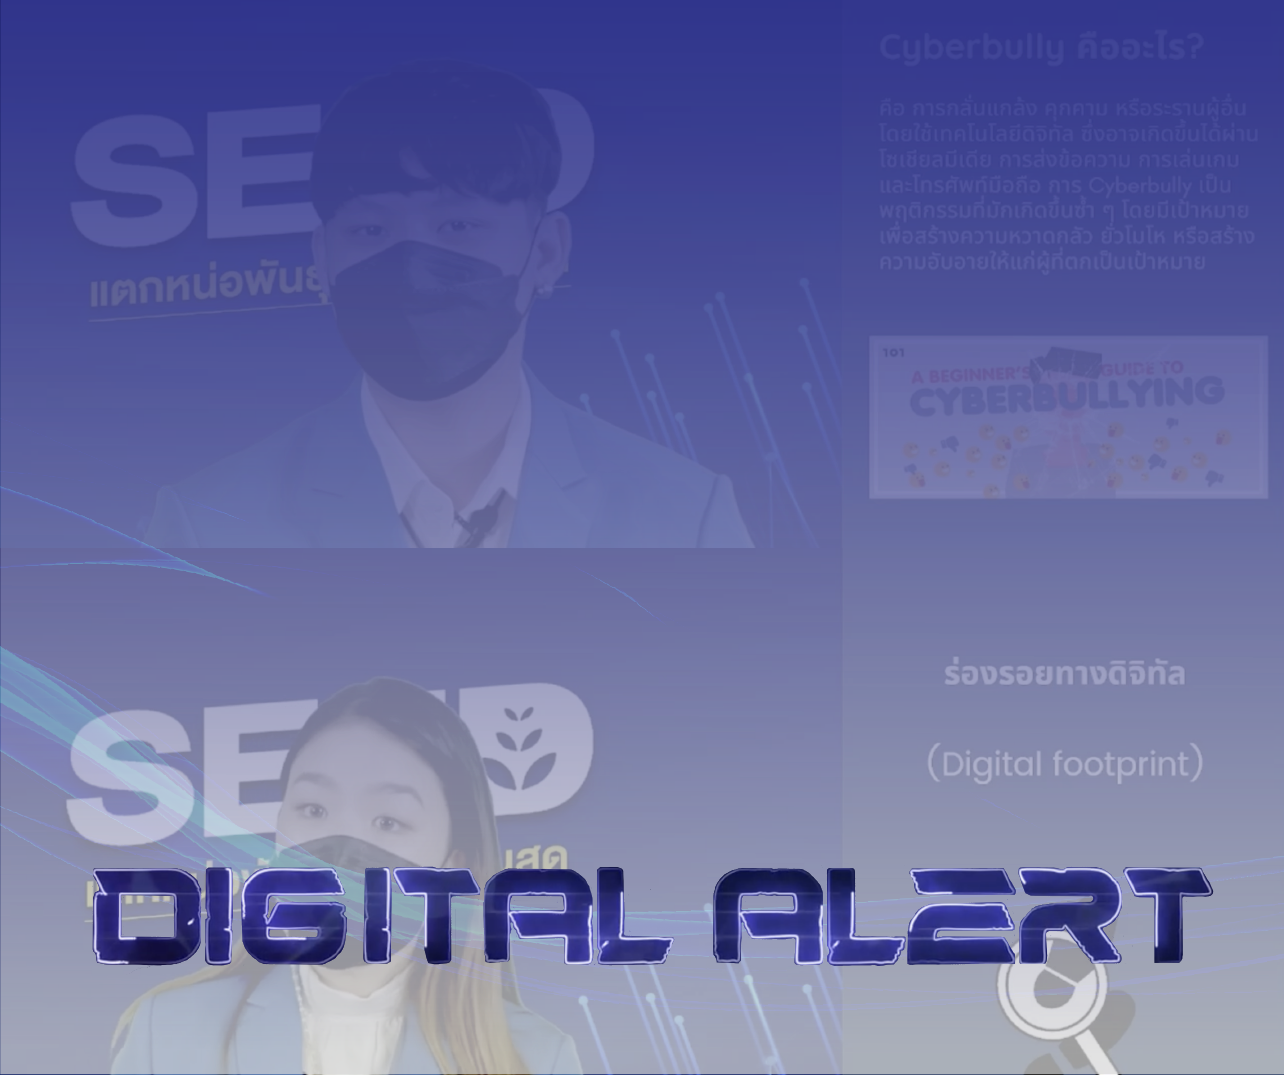 SE D
แตกหน่อพันธุ
Cyberbully คืออะไร?
คือ การกลั่นแกล้ง คุกคาม หรือระรานผู้อื่น
โดยใช้เทคโนโลยีดิจิทัล ซึ่งอาจเกิดขึ้นได้ผ่าน
โซเชียลมีเดีย การส่งข้อความ การเล่นเกม
และโทรศัพท์มือถือ การ Cyberbully เป็น
พฤติกรรมที่มักเกิดขึ้นซ้ำ ๆ โดยมีเป้าหมาย
เพื่อสร้างความหวาดกลัว ยั่วโมโห หรือสร้าง
ความอับอายให้แก่ผู้ที่ตกเป็นเป้าหมาย
101
A BEGINNER'S GUIDE TO
CYBERBULLYING
ร่องรอยทางดิจิทัล
(Digital footprint)
SE D
DIGITAL ALERT